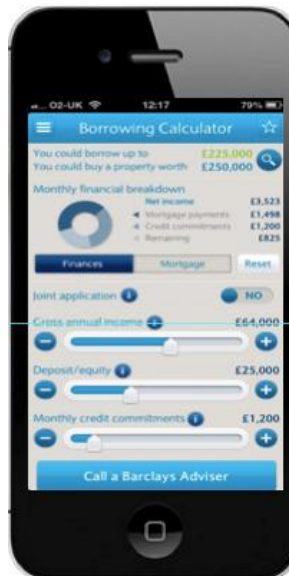 O2-UK 12:17 79%
Borrowing Calculator
You could borrow up to £225,000
You could buy a property worth £250,000
Monthly financial breakdown
Net income £3,523
Mortgage payments £1,498
Credit commitments £1,200
Remaining £825
Finances Mortgage Reset
Joint application i NO
Gross annual income i £64,000
Deposit/equity i £25,000
Monthly credit commitments i £1,200
Call a Barclays Adviser